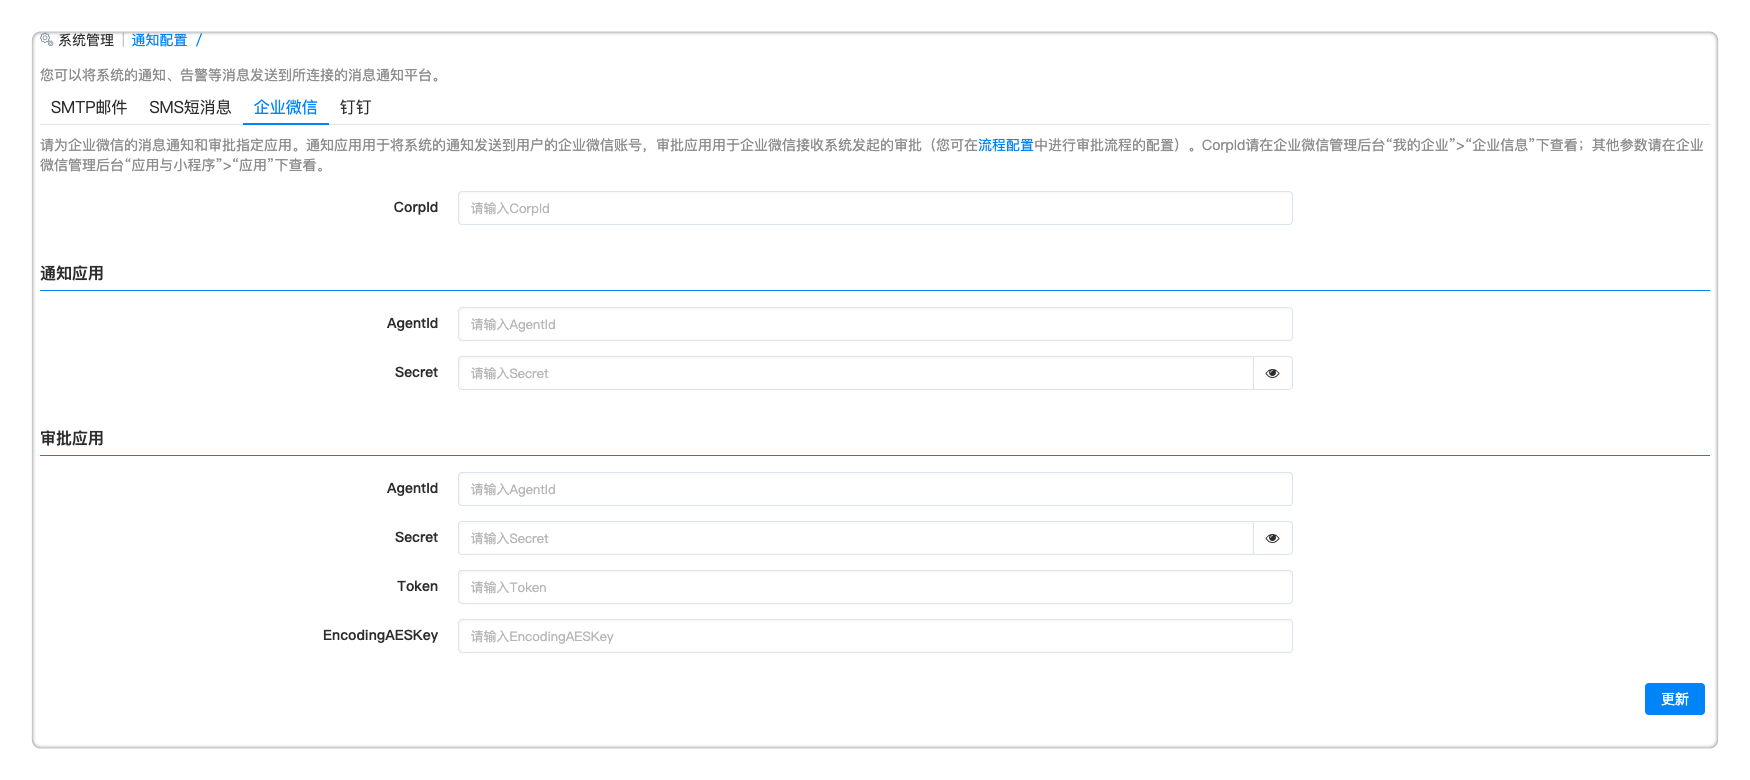 系统管理 | 通知配置 /
您可以将系统的通知、告警等消息发送到所连接的消息通知平台。
SMTP邮件 SMS短消息 企业微信 钉钉
请为企业微信的消息通知和审批指定应用。通知应用用于将系统的通知发送到用户的企业微信账号，审批应用用于企业微信接收系统发起的审批（您可在流程配置中进行审批流程的配置）。CorpId请在企业微信管理后台“我的企业”>“企业信息”下查看；其他参数请在企业
微信管理后台“应用与小程序”>“应用”下查看。
CorpId 请输入CorpId
通知应用
AgentId 请输入AgentId
Secret 请输入Secret
审批应用
AgentId 请输入AgentId
Secret 请输入Secret
Token 请输入Token
EncodingAESKey 请输入EncodingAESKey
更新